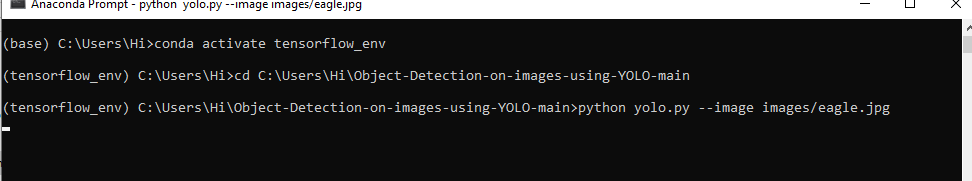 Anaconda Prompt - python yolo.py --image images/eagle.jpg
(base) C:\Users\Hi>conda activate tensorflow_env
(tensorflow_env) C:\Users\Hi>cd C:\Users\Hi\Object-Detection-on-images-using-YOLO-main
(tensorflow_env) C:\Users\Hi\Object-Detection-on-images-using-YOLO-main>python yolo.py --image images/eagle.jpg